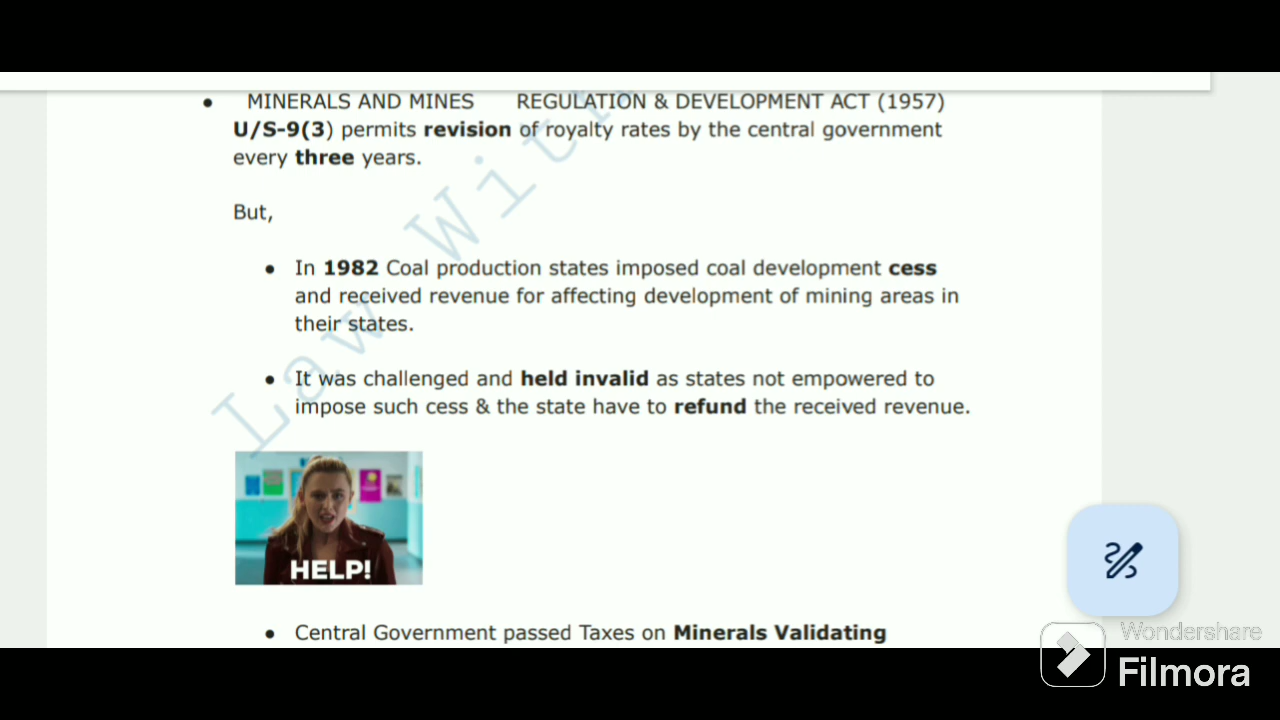 • MINERALS AND MINES REGULATION & DEVELOPMENT ACT (1957)
U/S-9(3) permits revision of royalty rates by the central government
every three years.
But,
• In 1982 Coal production states imposed coal development cess
and received revenue for affecting development of mining areas in
their states.
• It was challenged and held invalid as states not empowered to
impose such cess & the state have to refund the received revenue.
HELP!
• Central Government passed Taxes on Minerals Validating
Law With
Wondershare
Filmora